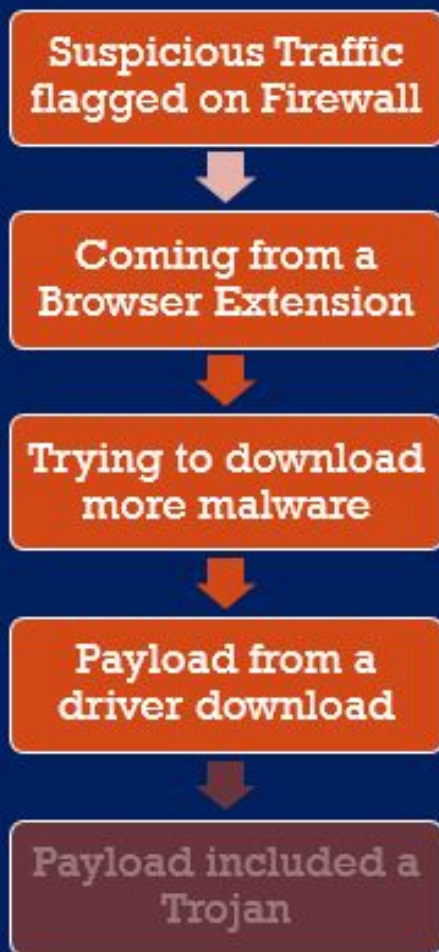 Suspicious Traffic
flagged on Firewall
Coming from a
Browser Extension
Trying to download
more malware
Payload from a
driver download
Payload included a
Trojan